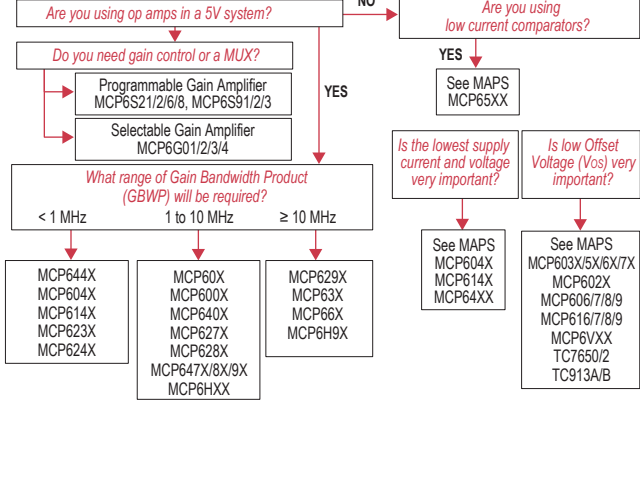 Are you using op amps in a 5V system?
NO
Are you using
low current comparators?
Do you need gain control or a MUX?
YES
See MAPS
MCP65XX
Programmable Gain Amplifier
MCP6S21/2/6/8, MCP6S91/2/3
YES
Selectable Gain Amplifier
MCP6G01/2/3/4
Is the lowest supply
current and voltage
very important?
Is low Offset
Voltage (VOS) very
important?
What range of Gain Bandwidth Product
(GBWP) will be required?
< 1 MHz
1 to 10 MHz
≥ 10 MHz
MCP644X
MCP604X
MCP614X
MCP623X
MCP624X
MCP60X
MCP600X
MCP640X
MCP627X
MCP628X
MCP647X/8X/9X
MCP6HXX
MCP629X
MCP63X
MCP66X
MCP6H9X
See MAPS
MCP604X
MCP614X
MCP64XX
See MAPS
MCP603X/5X/6X/7X
MCP602X
MCP606/7/8/9
MCP616/7/8/9
MCP6VXX
TC7650/2
TC913A/B